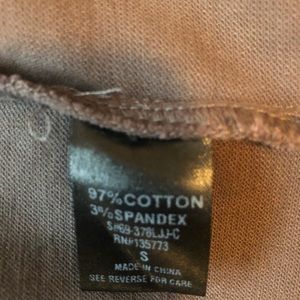 97%COTTON
3%SPANDEX
S#69-378LJJ-C
RN#135773
S
MADE IN CHINA
SEE REVERSE FOR CARE